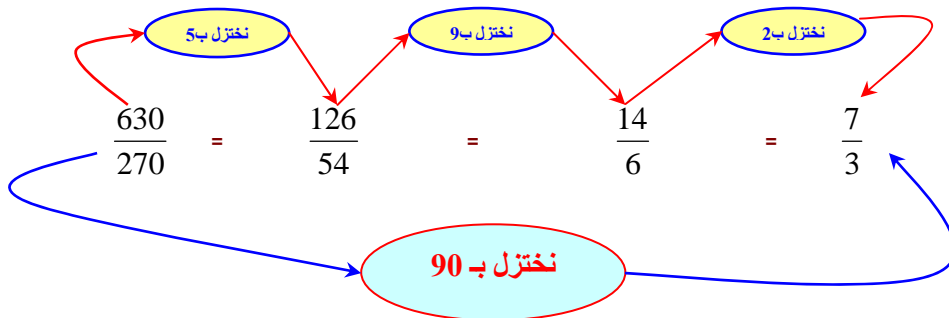 نختزل ب5 نختزل ب9 نختزل ب2
630/270 = 126/54 = 14/6 = 7/3
نختزل بـ 90